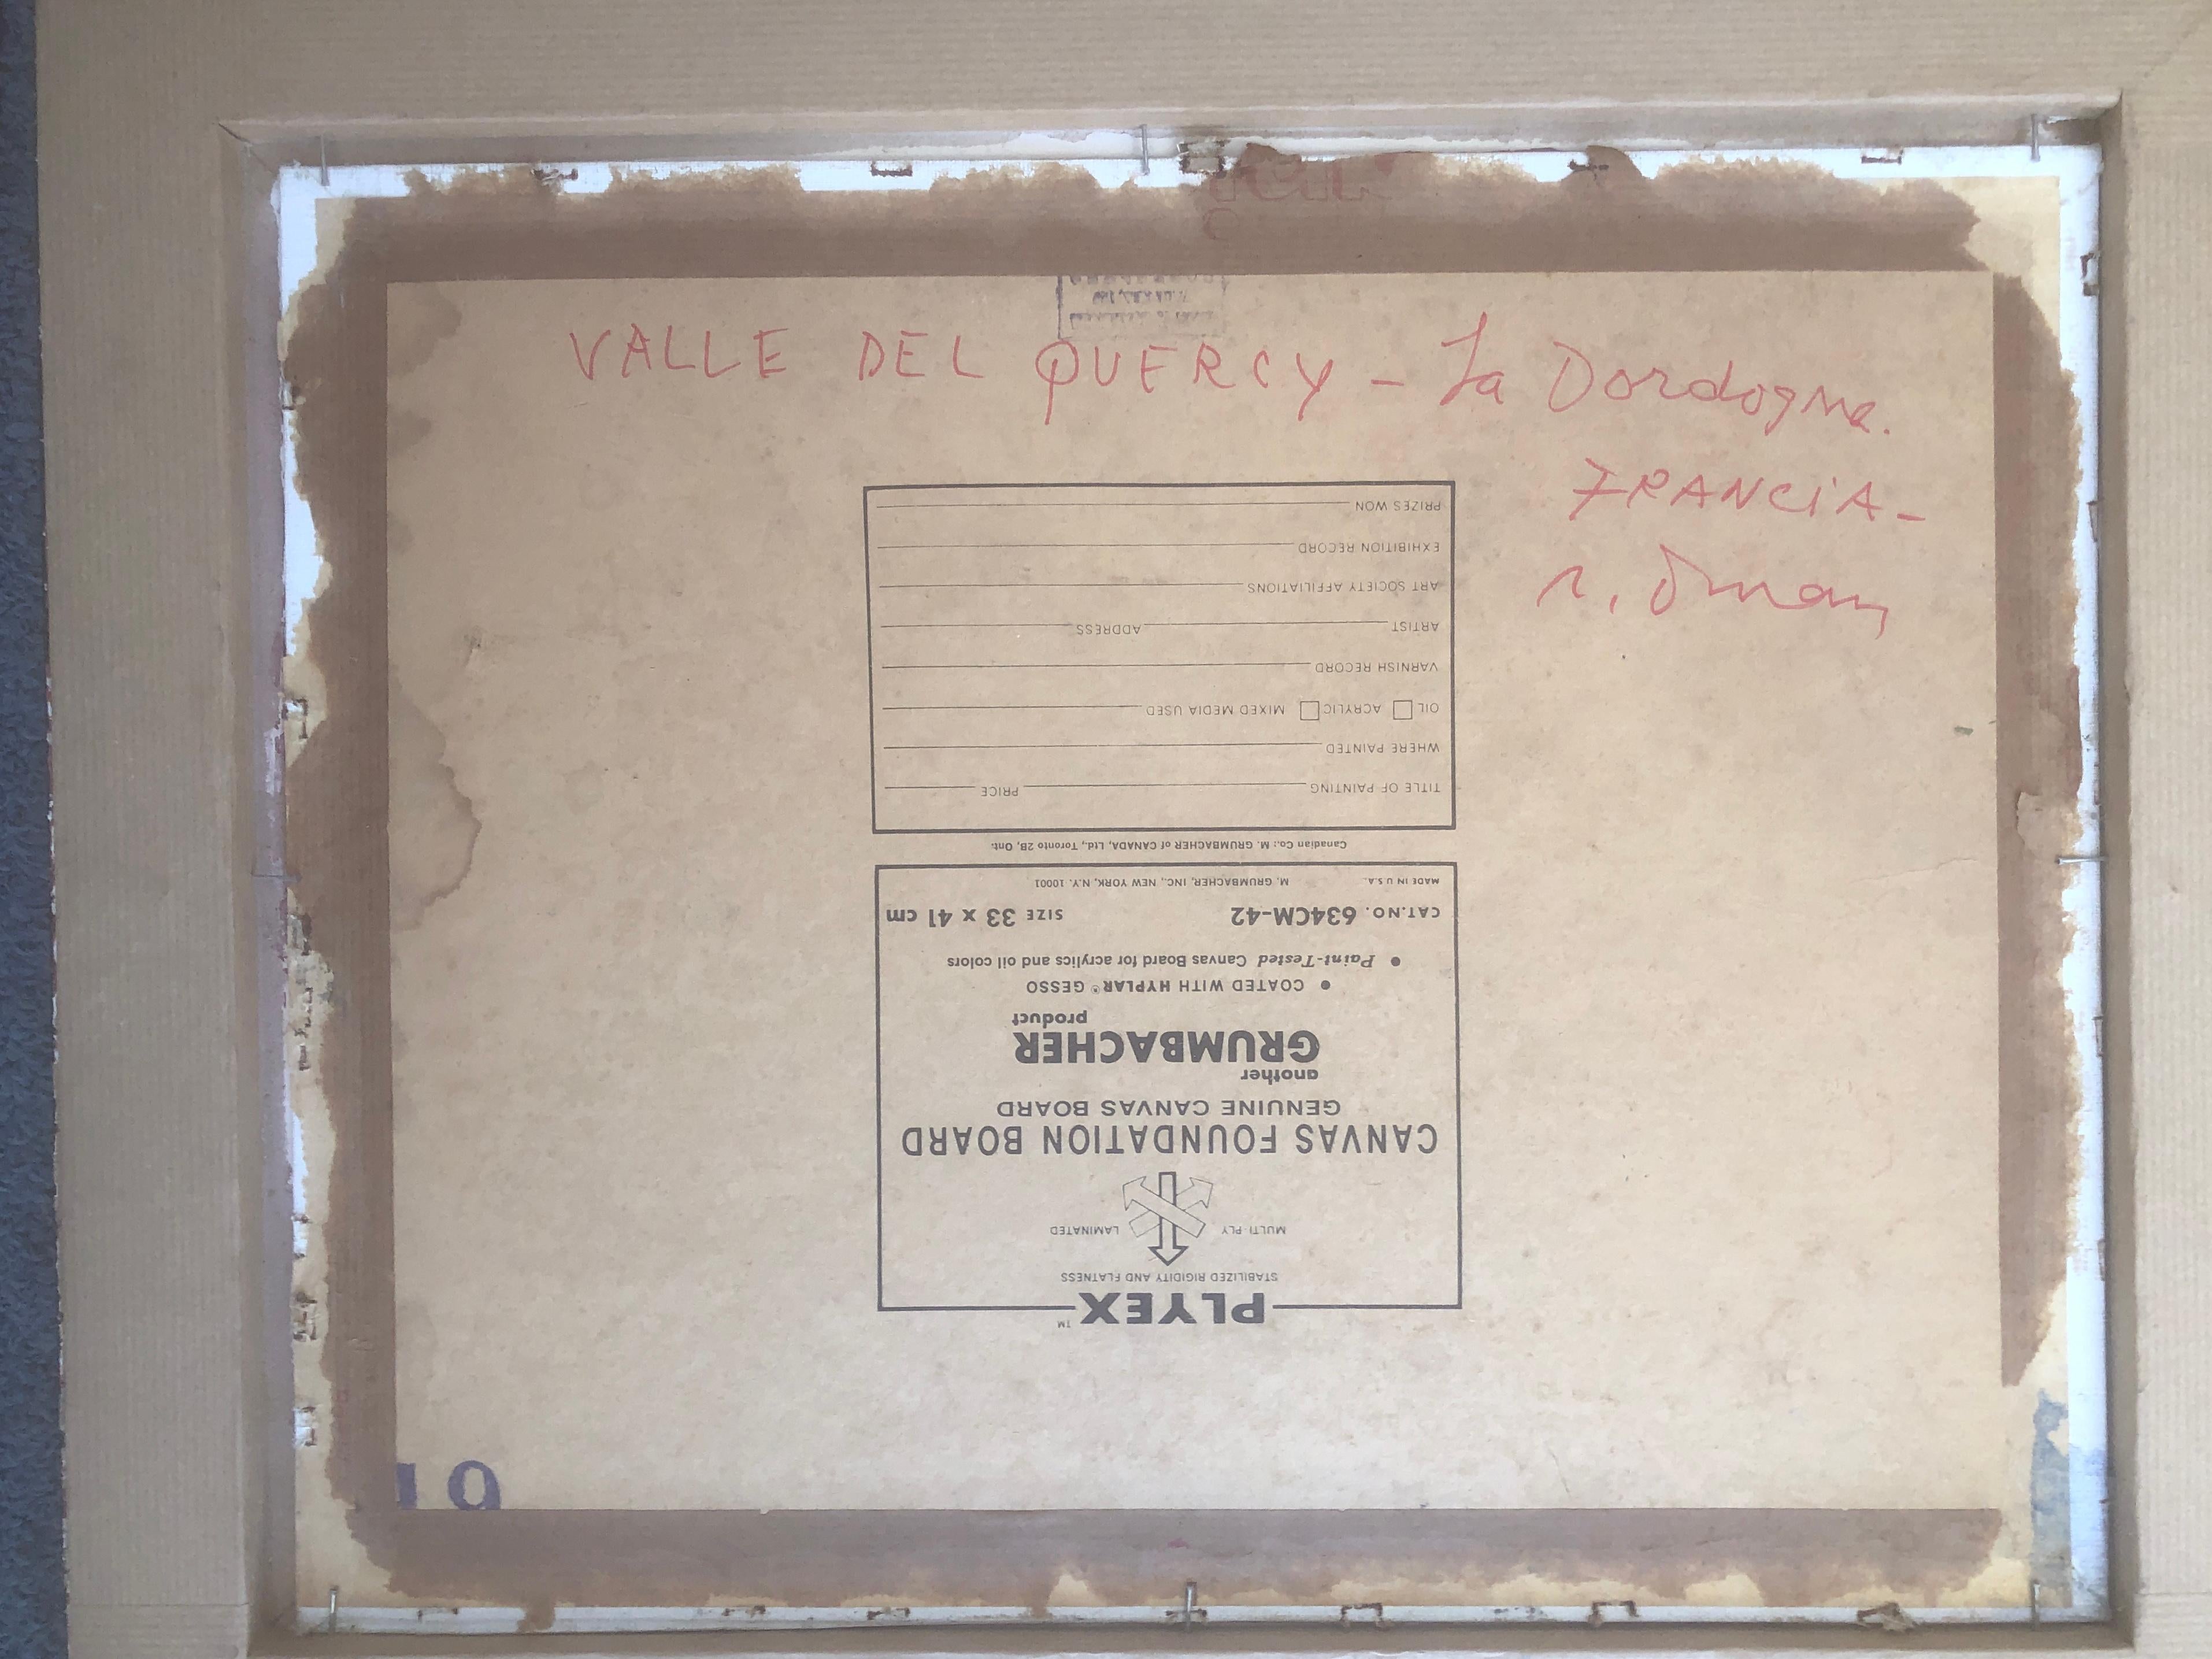 VALLE DEL QUERCY - La Dordogne.
FRANCIA-
PLYEX™
STABILIZED RIGIDITY AND FLATNESS
MULTI PLY LAMINATED
CANVAS FOUNDATION BOARD
GENUINE CANVAS BOARD
another
GRUMBACHER
product
• COATED WITH HYPLAR® GESSO
• Paint-Tested Canvas Board for acrylics and oil colors
CAT.NO. 634CM-42 SIZE 33 x 41 cm
MADE IN U.S.A. M. GRUMBACHER, INC., NEW YORK, N.Y. 10001
Canadian Co.: M. GRUMBACHER of CANADA, Ltd., Toronto 2B, Ont.
TITLE OF PAINTING PRICE
WHERE PAINTED
OIL ACRYLIC MIXED MEDIA USED
VARNISH RECORD
ARTIST ADDRESS
ART SOCIETY AFFILIATIONS
EXHIBITION RECORD
PRIZES WON